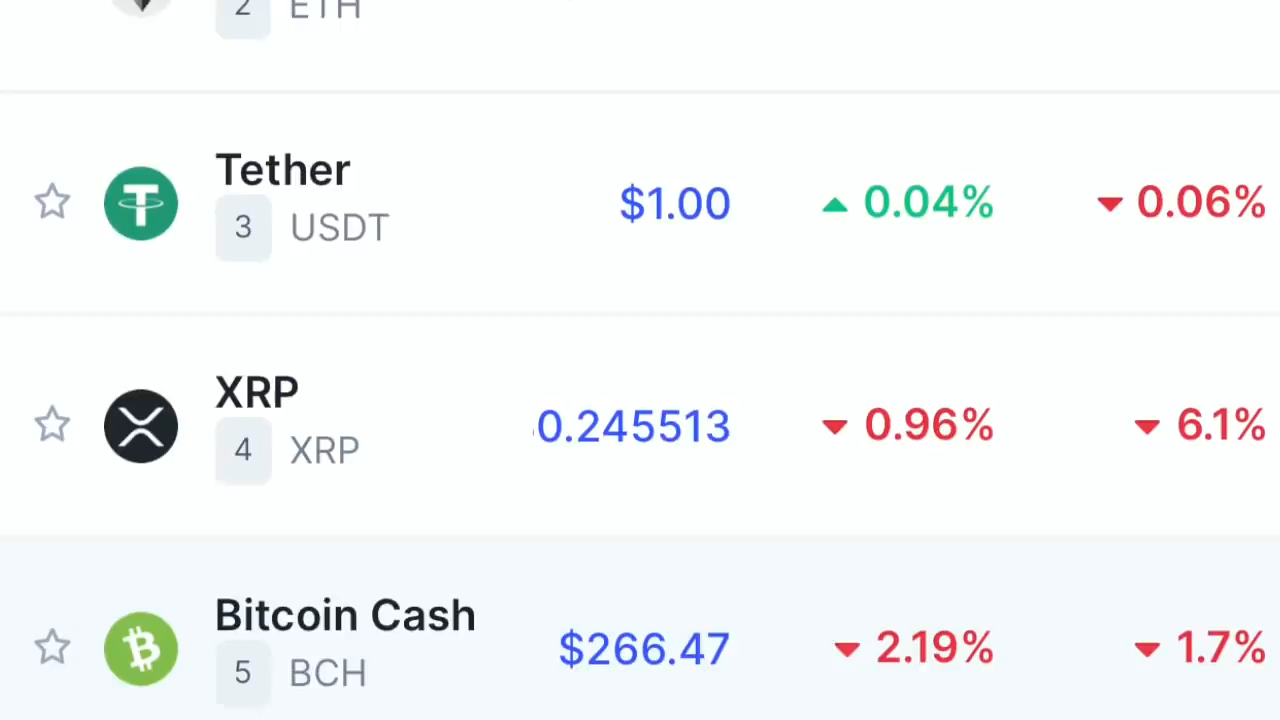 2 ETH
Tether
3 USDT $1.00 0.04% 0.06%
XRP
4 XRP 0.245513 0.96% 6.1%
Bitcoin Cash
5 BCH $266.47 2.19% 1.7%